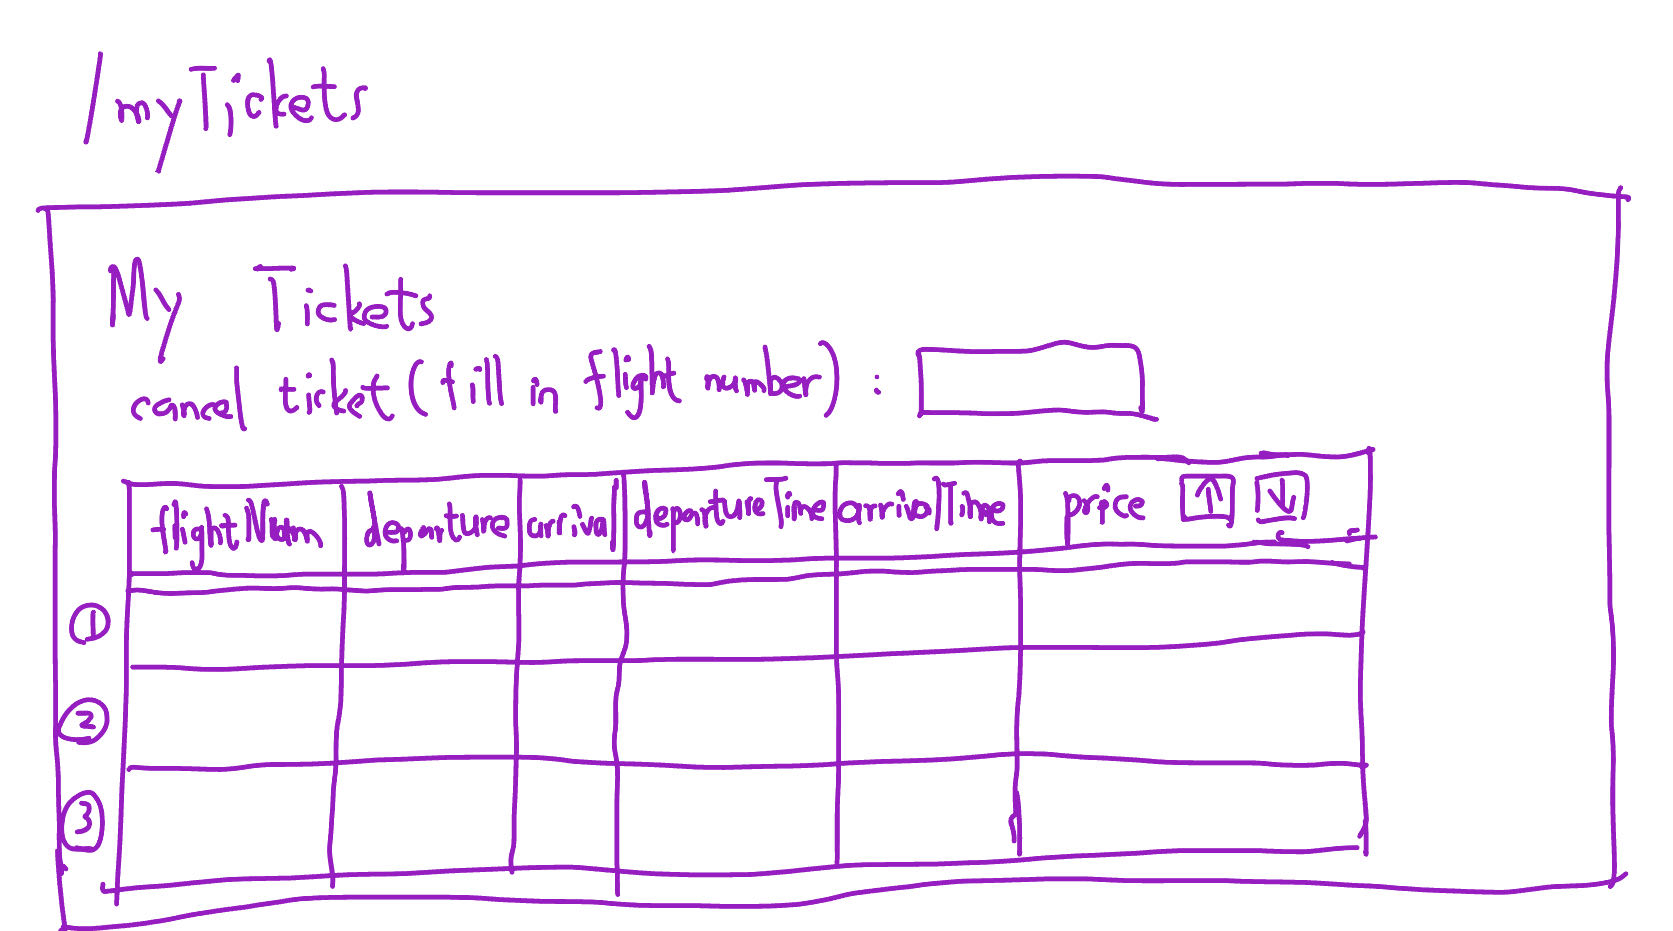 /myTickets
My Tickets
cancel ticket (fill in flight number) :
flightNum departure arrival departureTime arrivalTime price ↑ ↓
1
2
3